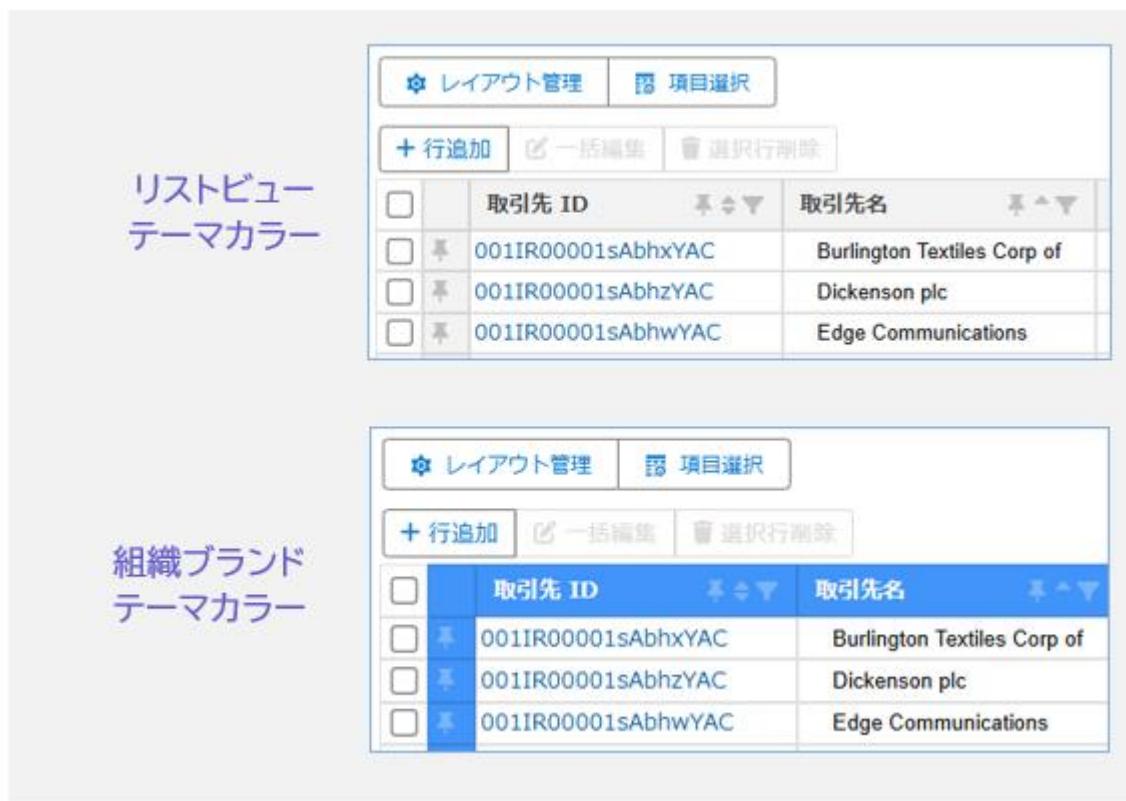 リストビュー
テーマカラー
レイアウト管理 項目選択
行追加 一括編集 選択行削除
取引先 ID 取引先名
001IR00001sAbhxYAC Burlington Textiles Corp of
001IR00001sAbhzYAC Dickenson plc
001IR00001sAbhwYAC Edge Communications
組織ブランド
テーマカラー
レイアウト管理 項目選択
行追加 一括編集 選択行削除
取引先 ID 取引先名
001IR00001sAbhxYAC Burlington Textiles Corp of
001IR00001sAbhzYAC Dickenson plc
001IR00001sAbhwYAC Edge Communications